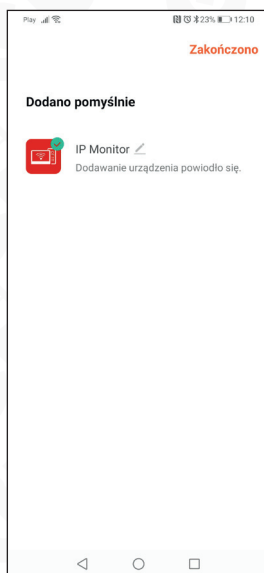 Play 23% 12:10
Zakończono
Dodano pomyślnie
IP Monitor
Dodawanie urządzenia powiodło się.